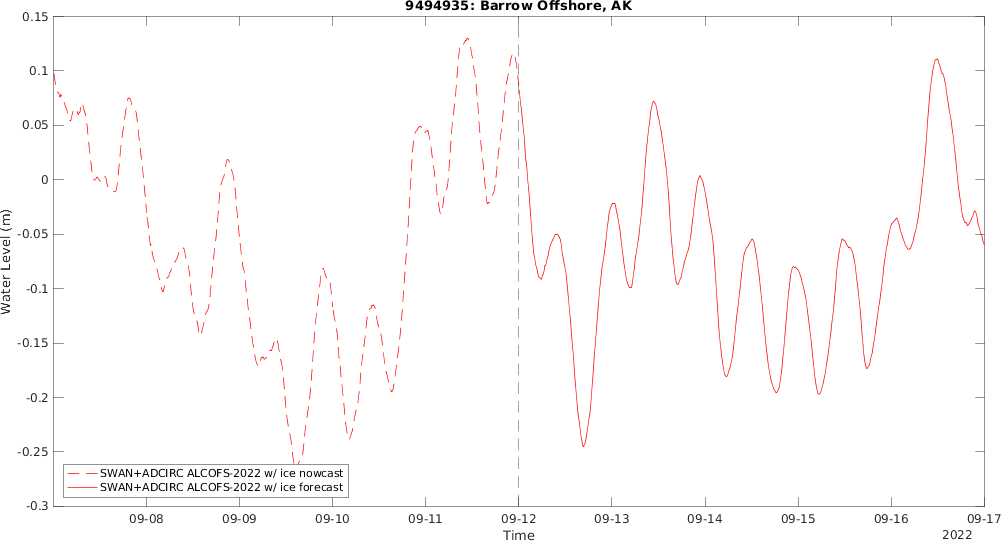 9494935: Barrow Offshore, AK
Water Level (m)
0.15
0.1
0.05
0
-0.05
-0.1
-0.15
-0.2
-0.25
-0.3
SWAN+ADCIRC ALCOFS-2022 w/ ice nowcast
SWAN+ADCIRC ALCOFS-2022 w/ ice forecast
09-08 09-09 09-10 09-11 09-12 09-13 09-14 09-15 09-16 09-17
Time
2022